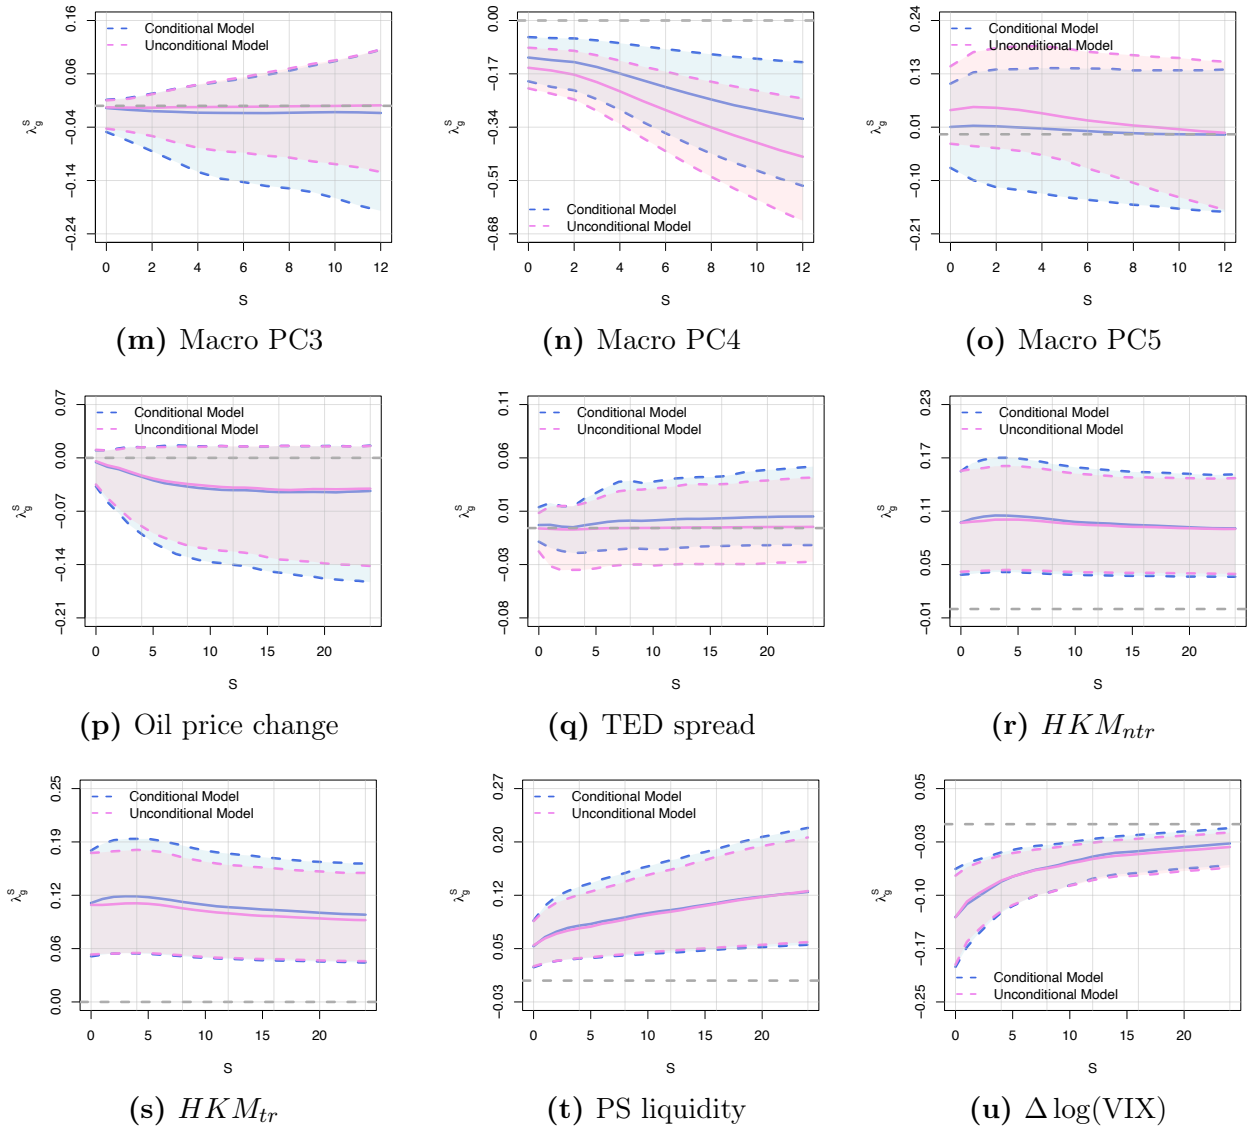 0.16
0.06
−0.04
−0.14
−0.24
λ_g^S
Conditional Model
Unconditional Model
0 2 4 6 8 10 12
S
(m) Macro PC3
0.00
−0.17
−0.34
−0.51
−0.68
λ_g^S
Conditional Model
Unconditional Model
0 2 4 6 8 10 12
S
(n) Macro PC4
0.24
0.13
0.01
−0.10
−0.21
λ_g^S
Conditional Model
Unconditional Model
0 2 4 6 8 10 12
S
(o) Macro PC5
0.07
0.00
−0.07
−0.14
−0.21
λ_g^S
Conditional Model
Unconditional Model
0 5 10 15 20
S
(p) Oil price change
0.11
0.06
0.01
−0.03
−0.08
λ_g^S
Conditional Model
Unconditional Model
0 5 10 15 20
S
(q) TED spread
0.23
0.17
0.11
0.05
−0.01
λ_g^S
Conditional Model
Unconditional Model
0 5 10 15 20
S
(r) HKM_ntr
0.25
0.19
0.12
0.06
0.00
λ_g^S
Conditional Model
Unconditional Model
0 5 10 15 20
S
(s) HKM_tr
0.27
0.20
0.12
0.05
−0.03
λ_g^S
Conditional Model
Unconditional Model
0 5 10 15 20
S
(t) PS liquidity
0.05
−0.03
−0.10
−0.17
−0.25
λ_g^S
Conditional Model
Unconditional Model
0 5 10 15 20
S
(u) Δ log(VIX)